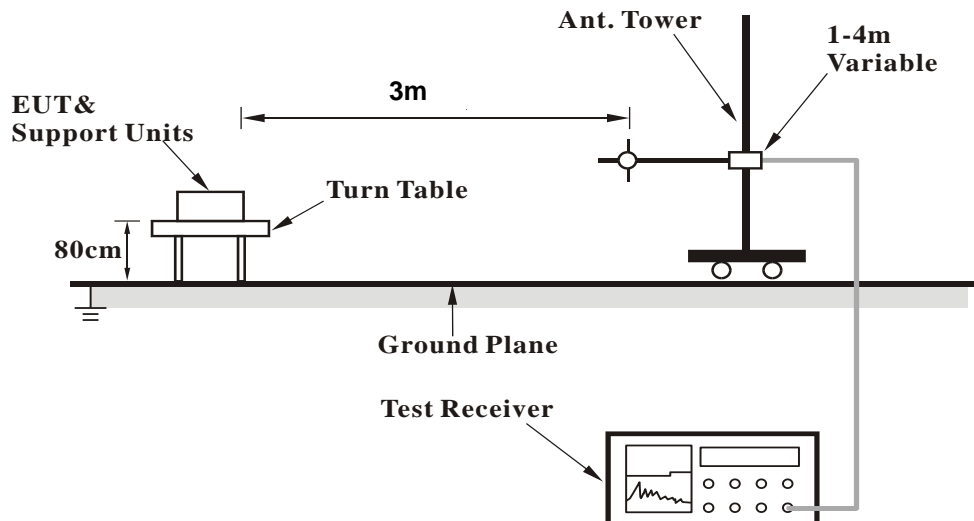 Ant. Tower
1-4m
Variable
3m
EUT&
Support Units
Turn Table
80cm
Ground Plane
Test Receiver